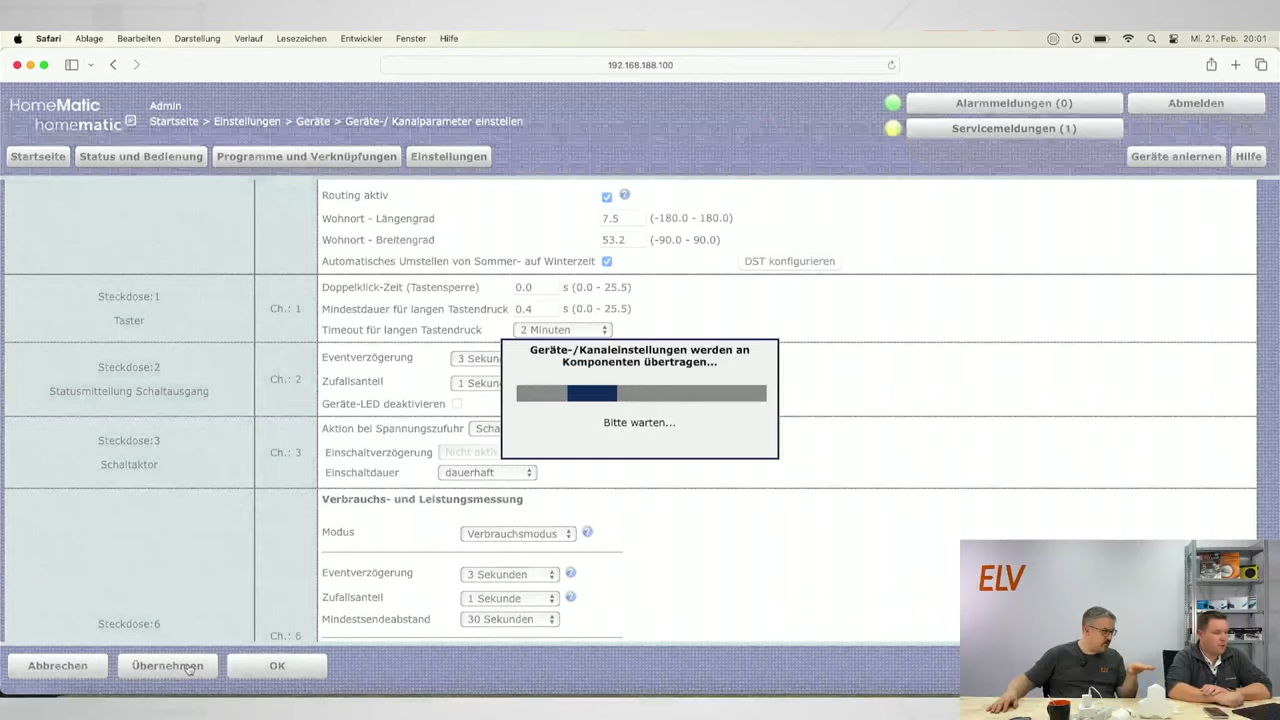 Safari Ablage Bearbeiten Darstellung Verlauf Lesezeichen Entwickler Fenster Hilfe Mi. 21. Feb. 20:01
192.168.188.100
HomeMatic
homematic
Admin
Startseite > Einstellungen > Geräte > Geräte-/ Kanalparameter einstellen
Alarmmeldungen (0) Abmelden
Servicemeldungen (1)
Startseite Status und Bedienung Programme und Verknüpfungen Einstellungen Geräte anlernen Hilfe
Routing aktiv
Wohnort - Längengrad 7.5 (-180.0 - 180.0)
Wohnort - Breitengrad 53.2 (-90.0 - 90.0)
Automatisches Umstellen von Sommer- auf Winterzeit DST konfigurieren
Steckdose:1
Taster
Ch.: 1
Doppelklick-Zeit (Tastensperre) 0.0 s (0.0 - 25.5)
Mindestdauer für langen Tastendruck 0.4 s (0.0 - 25.5)
Timeout für langen Tastendruck 2 Minuten
Steckdose:2
Statusmitteilung Schaltausgang
Ch.: 2
Eventverzögerung 3 Sekun
Zufallsanteil 1 Sekun
Geräte-LED deaktivieren
Steckdose:3
Schaltaktor
Ch.: 3
Aktion bei Spannungszufuhr Scha
Einschaltverzögerung Nicht akti
Einschaltdauer dauerhaft
Geräte-/Kanaleinstellungen werden an
Komponenten übertragen...
Bitte warten...
Steckdose:6
Ch.: 6
Verbrauchs- und Leistungsmessung
Modus Verbrauchsmodus
Eventverzögerung 3 Sekunden
Zufallsanteil 1 Sekunde
Mindestsendeabstand 30 Sekunden
Abbrechen Übernehmen OK
ELV